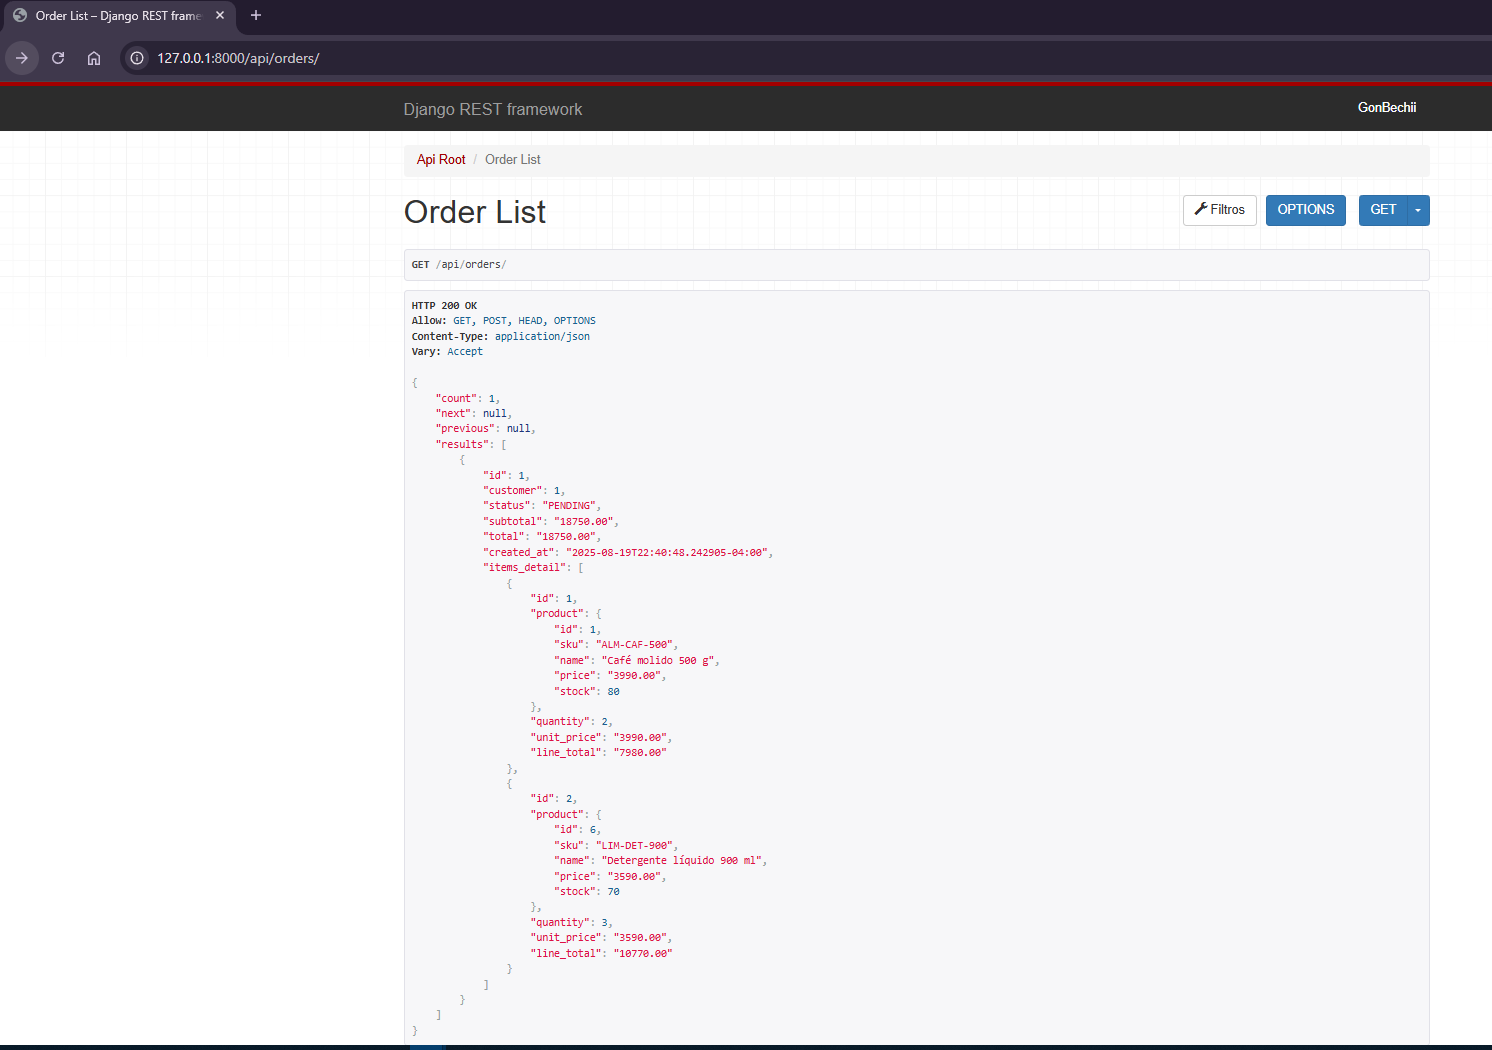 Order List – Django REST frame
127.0.0.1:8000/api/orders/
Django REST framework
GonBechii
Api Root / Order List
Order List
Filtros
OPTIONS
GET
GET /api/orders/
HTTP 200 OK
Allow: GET, POST, HEAD, OPTIONS
Content-Type: application/json
Vary: Accept
{
    "count": 1,
    "next": null,
    "previous": null,
    "results": [
        {
            "id": 1,
            "customer": 1,
            "status": "PENDING",
            "subtotal": "18750.00",
            "total": "18750.00",
            "created_at": "2025-08-19T22:40:48.242905-04:00",
            "items_detail": [
                {
                    "id": 1,
                    "product": {
                        "id": 1,
                        "sku": "ALM-CAF-500",
                        "name": "Café molido 500 g",
                        "price": "3990.00",
                        "stock": 80
                    },
                    "quantity": 2,
                    "unit_price": "3990.00",
                    "line_total": "7980.00"
                },
                {
                    "id": 2,
                    "product": {
                        "id": 6,
                        "sku": "LIM-DET-900",
                        "name": "Detergente líquido 900 ml",
                        "price": "3590.00",
                        "stock": 70
                    },
                    "quantity": 3,
                    "unit_price": "3590.00",
                    "line_total": "10770.00"
                }
            ]
        }
    ]
}